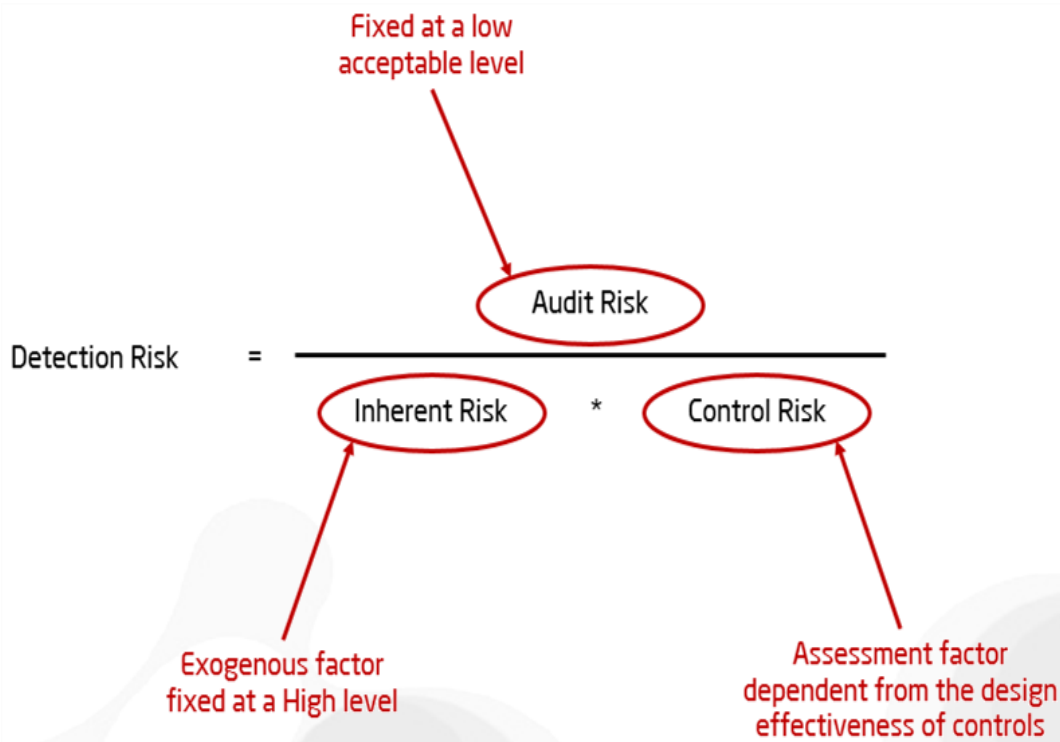 Fixed at a low
acceptable level
Audit Risk
Detection Risk =
Inherent Risk * Control Risk
Exogenous factor
fixed at a High level
Assessment factor
dependent from the design
effectiveness of controls